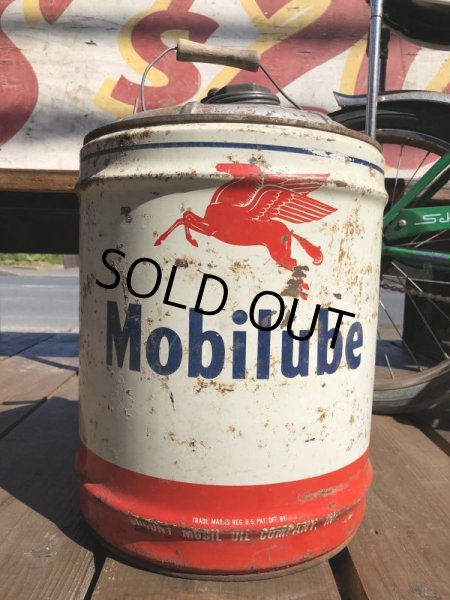 SOLD OUT
Mobilube
TRADE MARKS REG. U.S. PAT. OFF. BY
MOBIL OIL COMPANY, INC